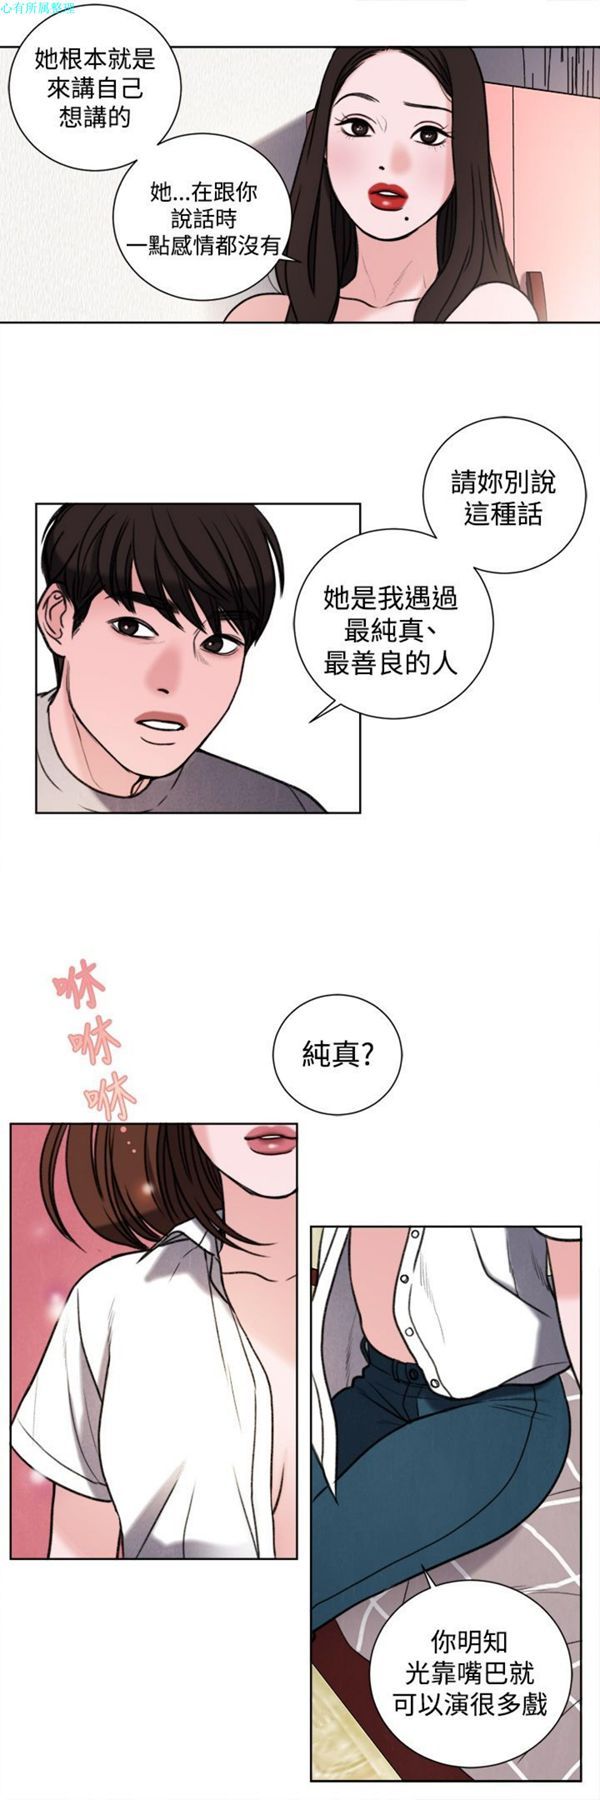 心有所属整理
她根本就是
來講自己
想講的
她...在跟你
說話時
一點感情都沒有
請妳別說
這種話
她是我遇過
最純真、
最善良的人
咻
咻
咻
純真?
你明知
光靠嘴巴就
可以演很多戲